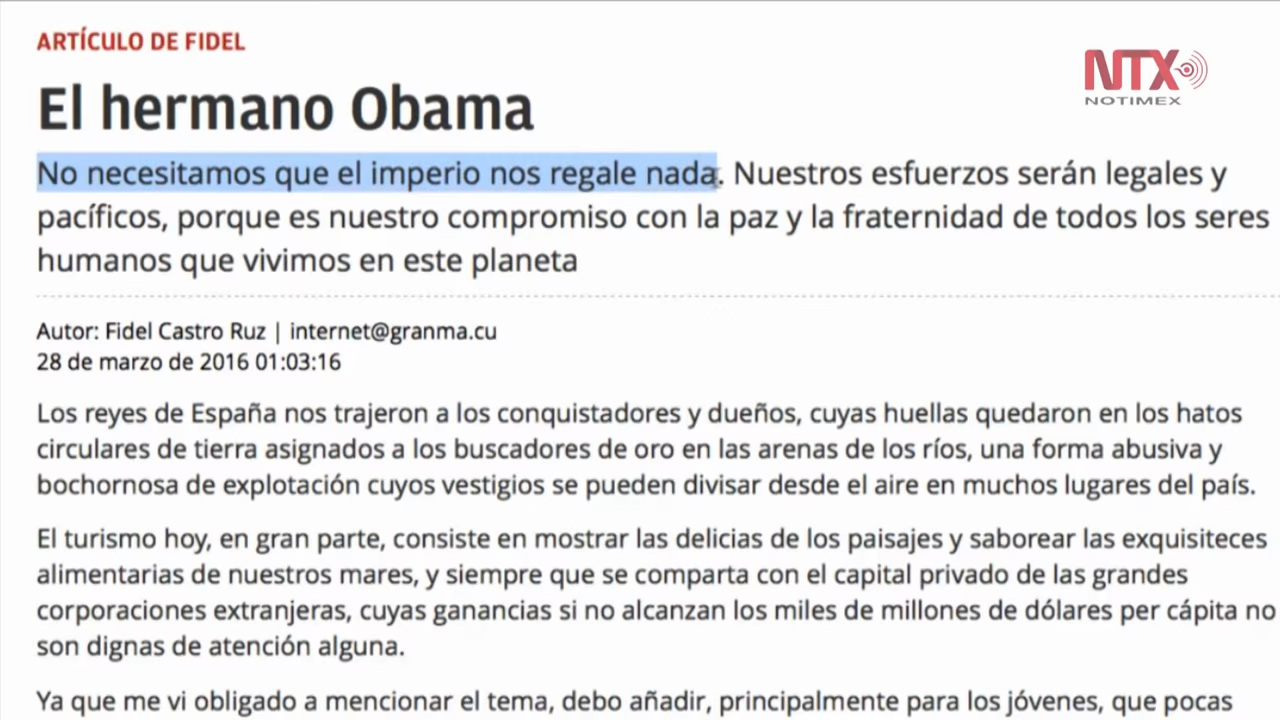 ARTÍCULO DE FIDEL
NTX
NOTIMEX
El hermano Obama
No necesitamos que el imperio nos regale nada. Nuestros esfuerzos serán legales y
pacíficos, porque es nuestro compromiso con la paz y la fraternidad de todos los seres
humanos que vivimos en este planeta
Autor: Fidel Castro Ruz | internet@granma.cu
28 de marzo de 2016 01:03:16
Los reyes de España nos trajeron a los conquistadores y dueños, cuyas huellas quedaron en los hatos
circulares de tierra asignados a los buscadores de oro en las arenas de los ríos, una forma abusiva y
bochornosa de explotación cuyos vestigios se pueden divisar desde el aire en muchos lugares del país.
El turismo hoy, en gran parte, consiste en mostrar las delicias de los paisajes y saborear las exquisiteces
alimentarias de nuestros mares, y siempre que se comparta con el capital privado de las grandes
corporaciones extranjeras, cuyas ganancias si no alcanzan los miles de millones de dólares per cápita no
son dignas de atención alguna.
Ya que me vi obligado a mencionar el tema, debo añadir, principalmente para los jóvenes, que pocas